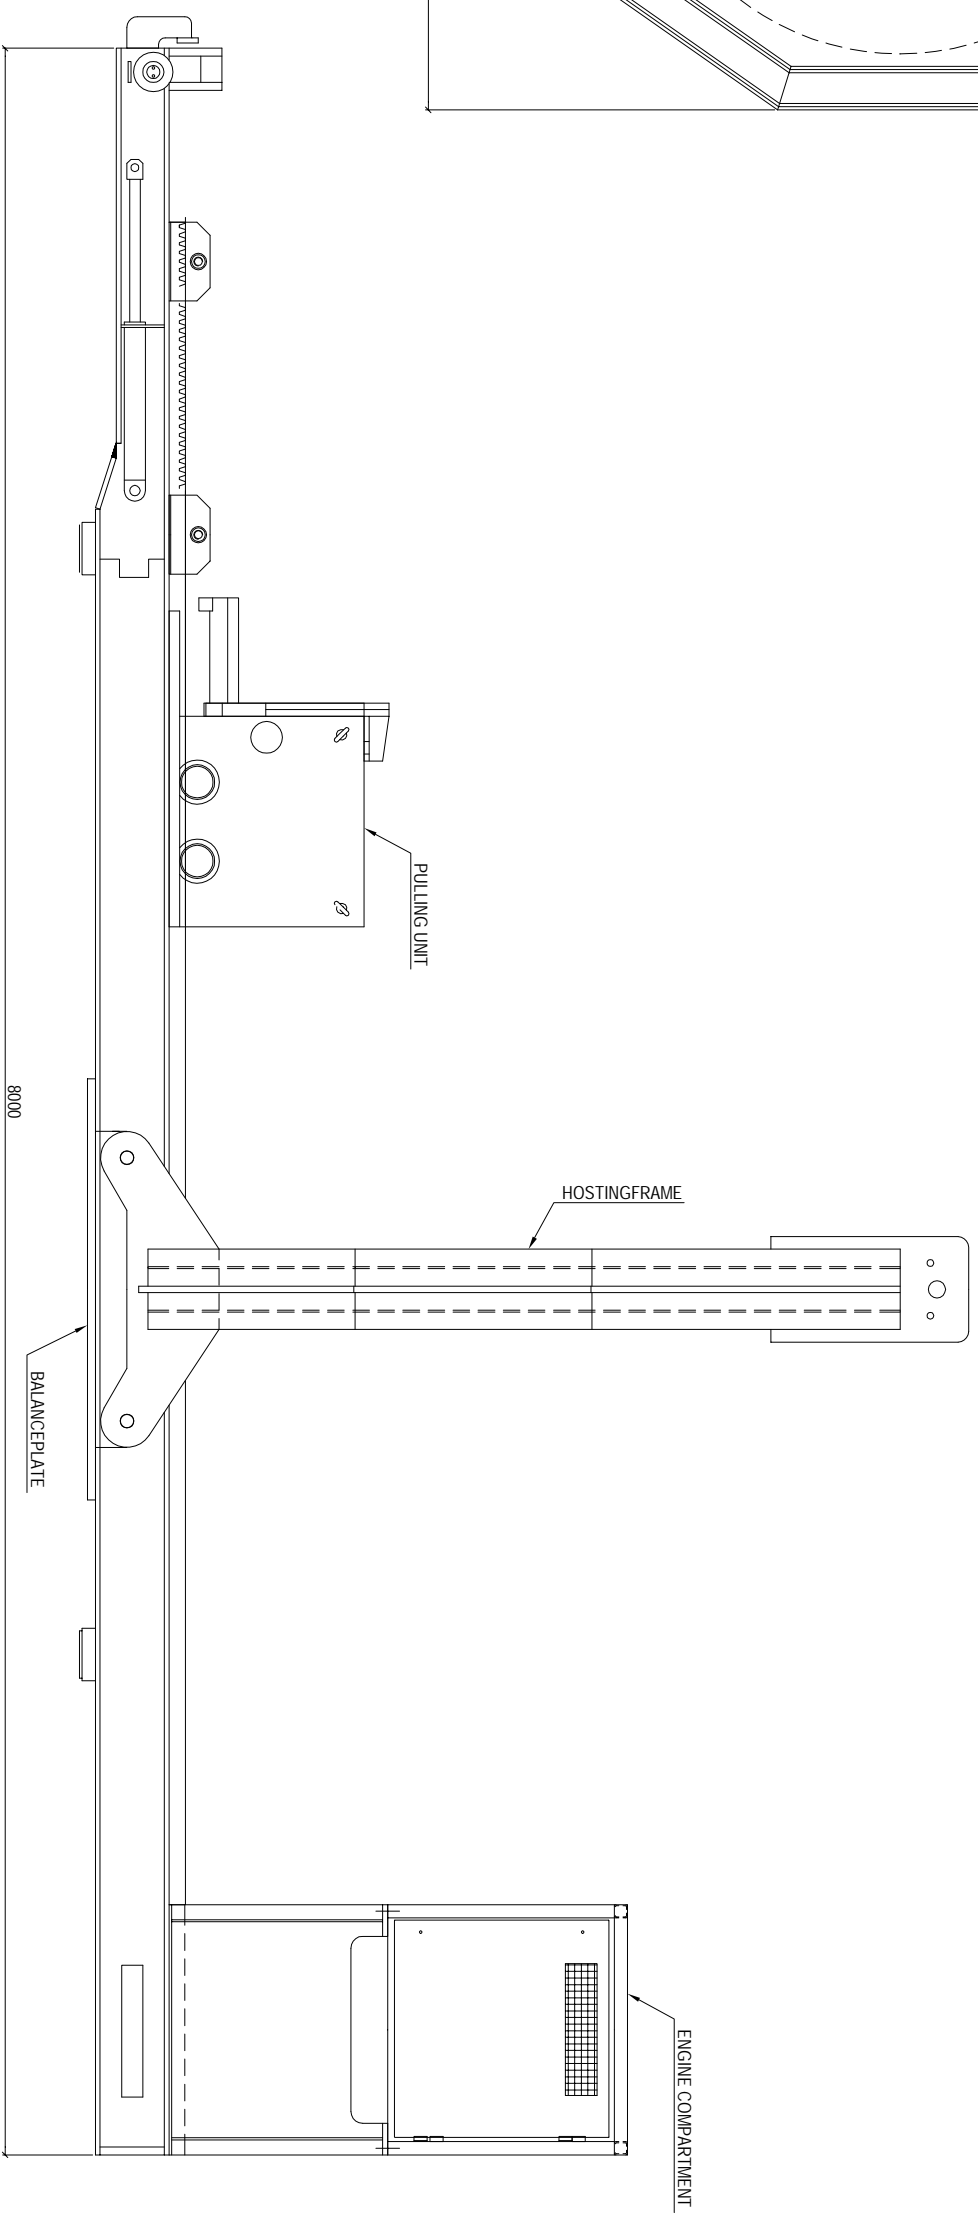 PULLING UNIT
8000
HOSTINGFRAME
BALANCEPLATE
ENGINE COMPARTMENT